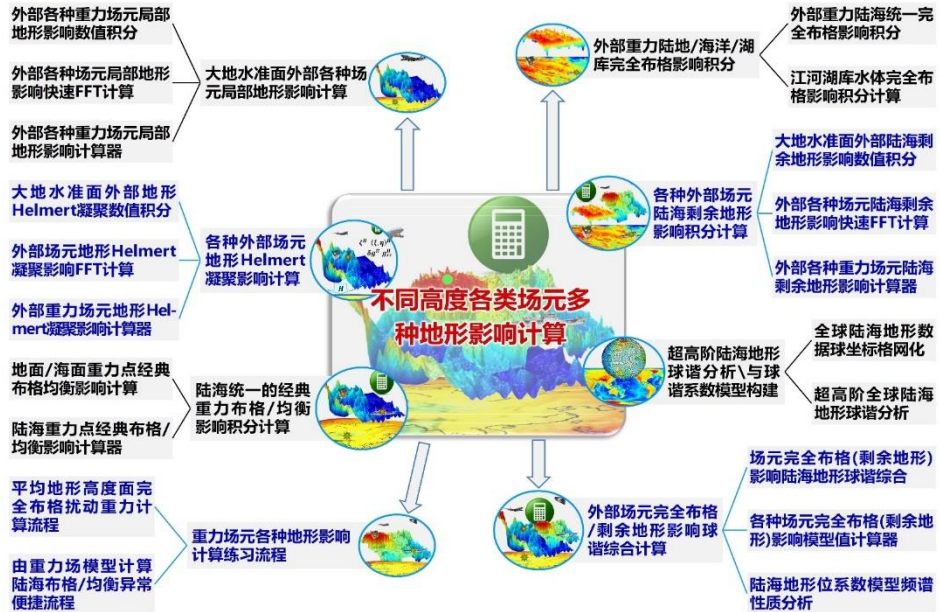 外部各种重力场元局部
地形影响数值积分
外部各种场元局部地形
影响快速FFT计算
外部各种重力场元局部
地形影响计算器
大地水准面外部各种场
元局部地形影响计算
大地水准面外部地形
Helmert凝聚数值积分
外部场元地形Helmert
凝聚影响FFT计算
外部重力场元地形Hel-
mert凝聚影响计算器
各种外部场元
地形Helmert
凝聚影响计算
地面/海面重力点经典
布格均衡影响计算
陆海重力点经典布格/
均衡影响计算器
陆海统一的经典
重力布格/均衡
影响积分计算
平均地形高度面完
全布格扰动重力计
算流程
由重力场模型计算
陆海布格/均衡异常
便捷流程
重力场元各种地形影响
计算练习流程
不同高度各类场元多
种地形影响计算
外部重力陆地/海洋/湖
库完全布格影响积分
外部重力陆海统一完
全布格影响积分
江河湖库水体完全布
格影响积分计算
各种外部场元
陆海剩余地形
影响积分计算
大地水准面外部陆海剩
余地形影响数值积分
外部各种场元陆海剩余
地形影响快速FFT计算
外部各种重力场元陆海
剩余地形影响计算器
超高阶陆海地形
球谐分析\与球
谐系数模型构建
全球陆海地形数
据球坐标格网化
超高阶全球陆海
地形球谐分析
外部场元完全布格
/剩余地形影响球
谐综合计算
场元完全布格(剩余地形)
影响陆海地形球谐综合
各种场元完全布格(剩余地
形)影响模型值计算器
陆海地形位系数模型频谱
性质分析